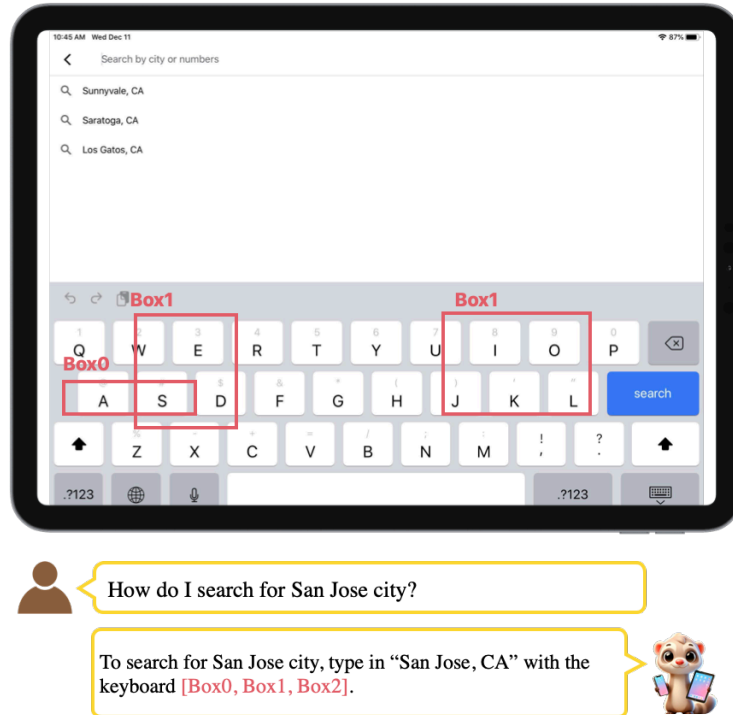 10:45 AM Wed Dec 11 87%
Search by city or numbers
Sunnyvale, CA
Saratoga, CA
Los Gatos, CA
Box1 Box1
1 2 3 4 5 6 7 8 9 0
Q W E R T Y U I O P
Box0
$ & * ( ) ' "
A S D F G H J K L search
% - + = / ; : ! ?
Z X C V B N M , .
.?123 .?123
How do I search for San Jose city?
To search for San Jose city, type in “San Jose, CA” with the
keyboard [Box0, Box1, Box2].